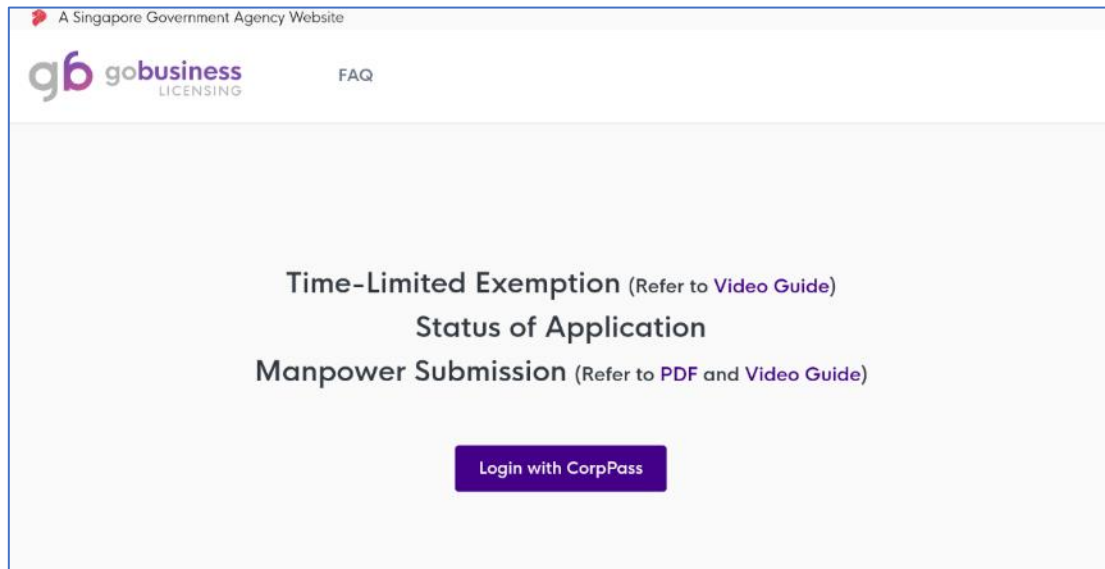 A Singapore Government Agency Website
gb gobusiness FAQ
LICENSING
Time-Limited Exemption (Refer to Video Guide)
Status of Application
Manpower Submission (Refer to PDF and Video Guide)
Login with CorpPass